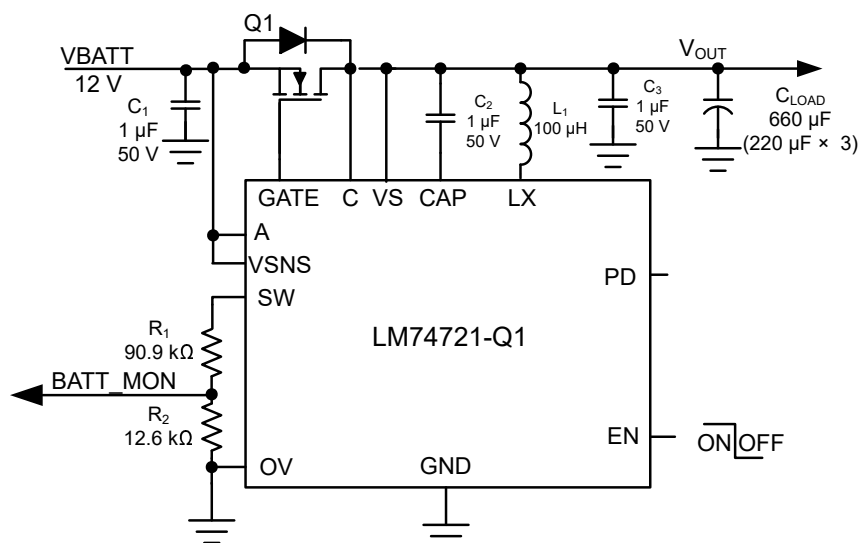 Q1
VBATT
12 V
VOUT
C1
1 µF
50 V
C2
1 µF
50 V
L1
100 µH
C3
1 µF
50 V
CLOAD
660 µF
(220 µF × 3)
GATE C VS CAP LX
A
VSNS
SW
PD
R1
90.9 kΩ
LM74721-Q1
BATT_MON
R2
12.6 kΩ
EN
ON OFF
OV
GND